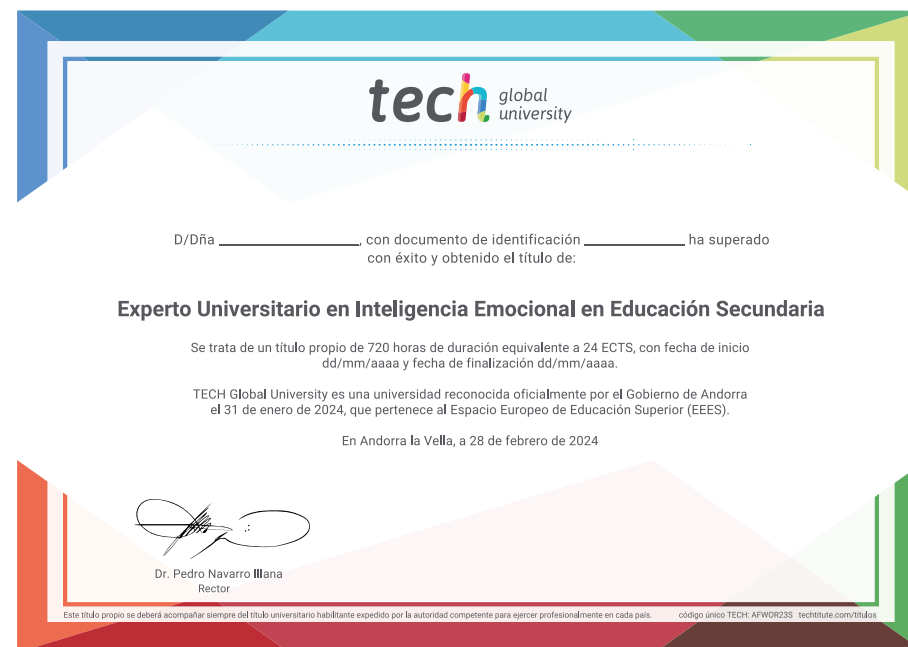 tech global university
D/Dña ____________________, con documento de identificación ______________ ha superado
con éxito y obtenido el título de:
Experto Universitario en Inteligencia Emocional en Educación Secundaria
Se trata de un título propio de 720 horas de duración equivalente a 24 ECTS, con fecha de inicio
dd/mm/aaaa y fecha de finalización dd/mm/aaaa.
TECH Global University es una universidad reconocida oficialmente por el Gobierno de Andorra
el 31 de enero de 2024, que pertenece al Espacio Europeo de Educación Superior (EEES).
En Andorra la Vella, a 28 de febrero de 2024
Dr. Pedro Navarro Illana
Rector
Este título propio se deberá acompañar siempre del título universitario habilitante expedido por la autoridad competente para ejercer profesionalmente en cada país. código único TECH: AFWOR23S techtitute.com/titulos